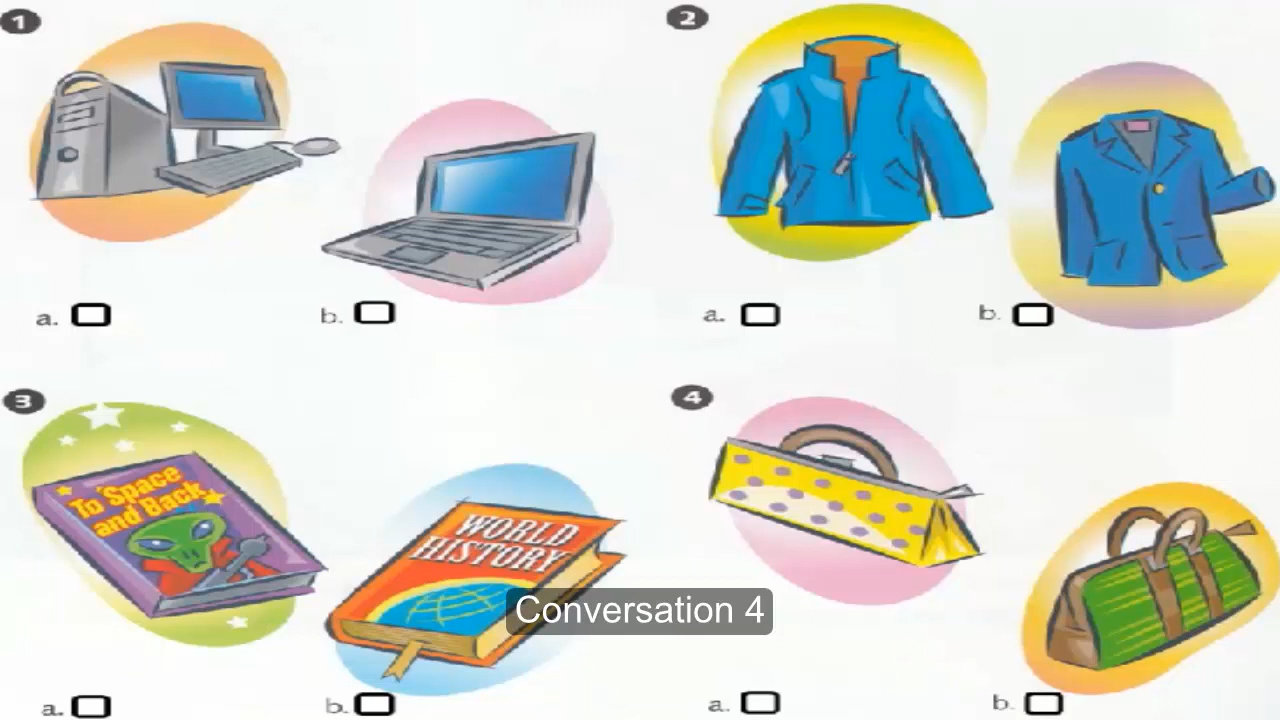 1
2
a.
b.
a.
b.
3
4
To Space
and Back
WORLD
HISTORY
Conversation 4
a.
b.
a.
b.